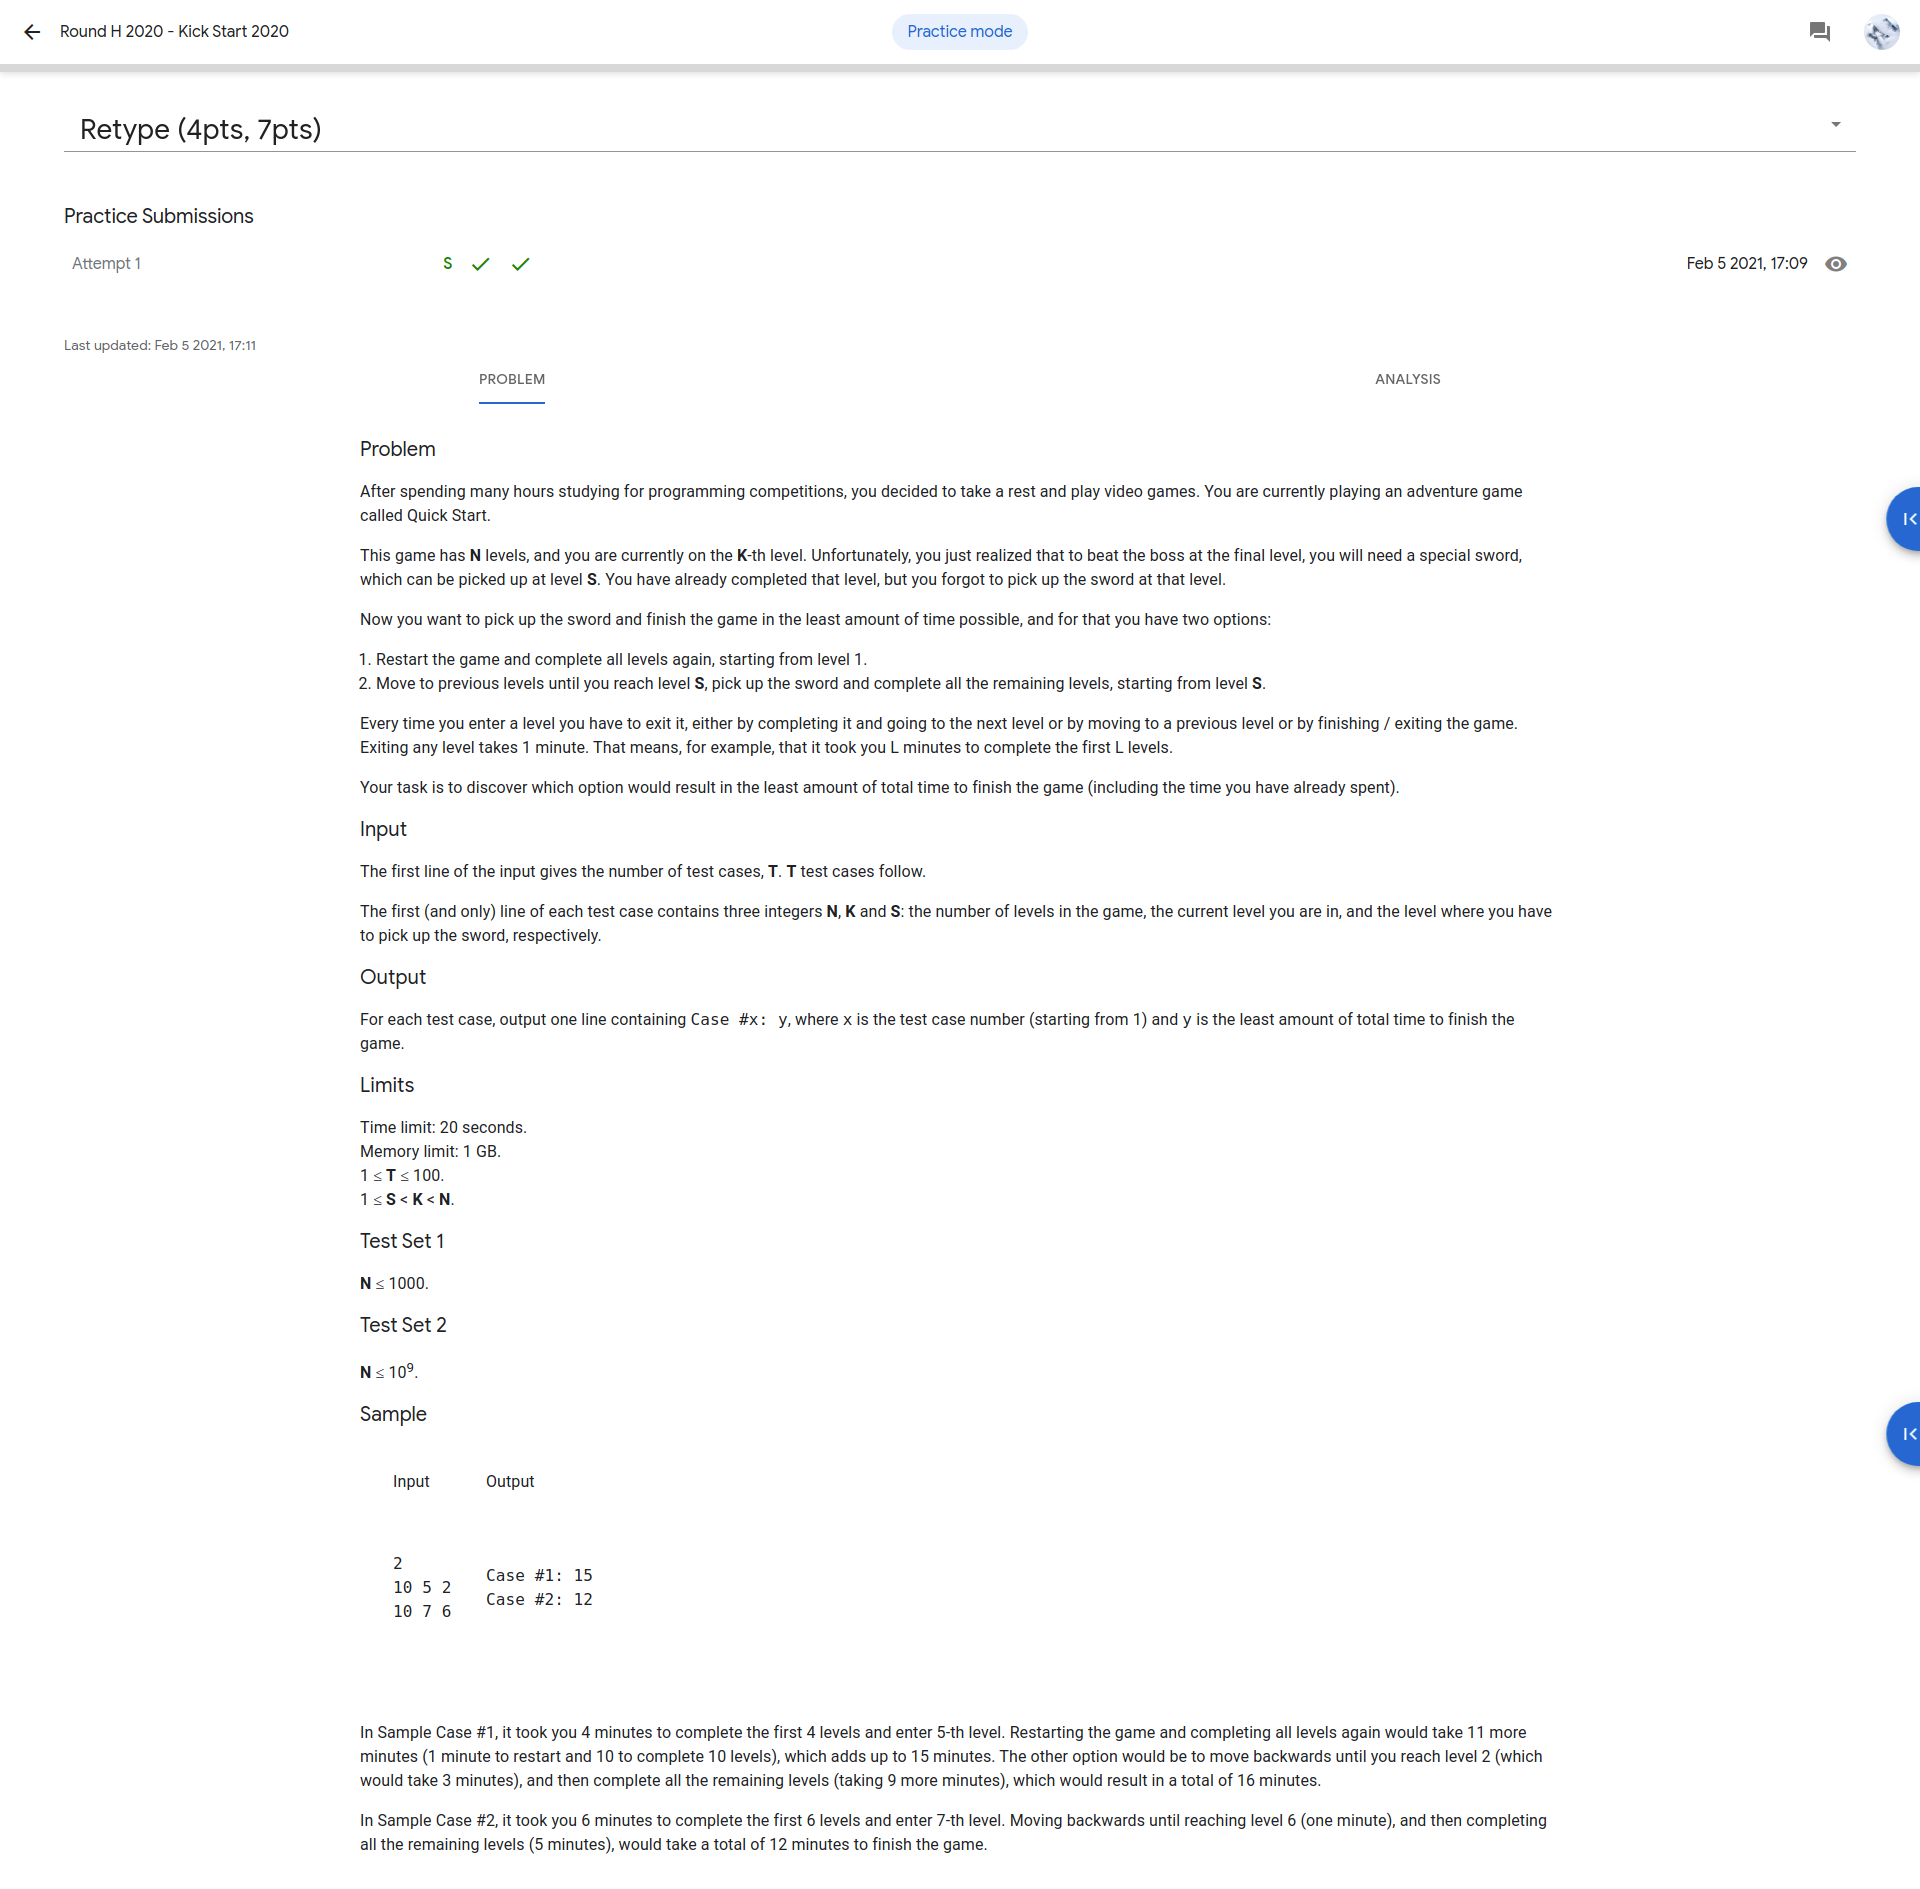 Round H 2020 - Kick Start 2020
Practice mode
Retype (4pts, 7pts)
Practice Submissions
Attempt 1 S Feb 5 2021, 17:09
Last updated: Feb 5 2021, 17:11
PROBLEM ANALYSIS
Problem
After spending many hours studying for programming competitions, you decided to take a rest and play video games. You are currently playing an adventure game
called Quick Start.
This game has N levels, and you are currently on the K-th level. Unfortunately, you just realized that to beat the boss at the final level, you will need a special sword,
which can be picked up at level S. You have already completed that level, but you forgot to pick up the sword at that level.
Now you want to pick up the sword and finish the game in the least amount of time possible, and for that you have two options:
1. Restart the game and complete all levels again, starting from level 1.
2. Move to previous levels until you reach level S, pick up the sword and complete all the remaining levels, starting from level S.
Every time you enter a level you have to exit it, either by completing it and going to the next level or by moving to a previous level or by finishing / exiting the game.
Exiting any level takes 1 minute. That means, for example, that it took you L minutes to complete the first L levels.
Your task is to discover which option would result in the least amount of total time to finish the game (including the time you have already spent).
Input
The first line of the input gives the number of test cases, T. T test cases follow.
The first (and only) line of each test case contains three integers N, K and S: the number of levels in the game, the current level you are in, and the level where you have
to pick up the sword, respectively.
Output
For each test case, output one line containing Case #x: y, where x is the test case number (starting from 1) and y is the least amount of total time to finish the
game.
Limits
Time limit: 20 seconds.
Memory limit: 1 GB.
1 ≤ T ≤ 100.
1 ≤ S < K < N.
Test Set 1
N ≤ 1000.
Test Set 2
N ≤ 10⁹.
Sample
Input Output
2
10 5 2
10 7 6
Case #1: 15
Case #2: 12
In Sample Case #1, it took you 4 minutes to complete the first 4 levels and enter 5-th level. Restarting the game and completing all levels again would take 11 more
minutes (1 minute to restart and 10 to complete 10 levels), which adds up to 15 minutes. The other option would be to move backwards until you reach level 2 (which
would take 3 minutes), and then complete all the remaining levels (taking 9 more minutes), which would result in a total of 16 minutes.
In Sample Case #2, it took you 6 minutes to complete the first 6 levels and enter 7-th level. Moving backwards until reaching level 6 (one minute), and then completing
all the remaining levels (5 minutes), would take a total of 12 minutes to finish the game.